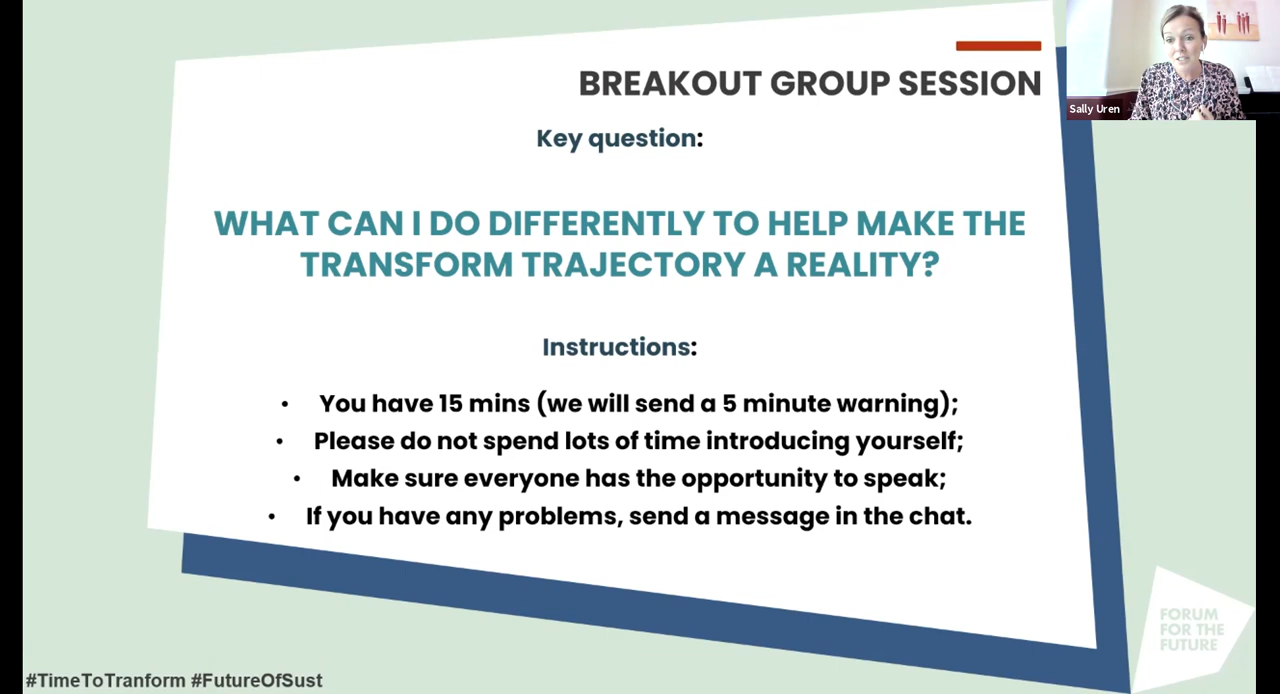 BREAKOUT GROUP SESSION
Sally Uren
Key question:
WHAT CAN I DO DIFFERENTLY TO HELP MAKE THE
TRANSFORM TRAJECTORY A REALITY?
Instructions:
• You have 15 mins (we will send a 5 minute warning);
• Please do not spend lots of time introducing yourself;
• Make sure everyone has the opportunity to speak;
• If you have any problems, send a message in the chat.
FORUM
FOR THE
FUTURE
#TimeToTranform #FutureOfSust